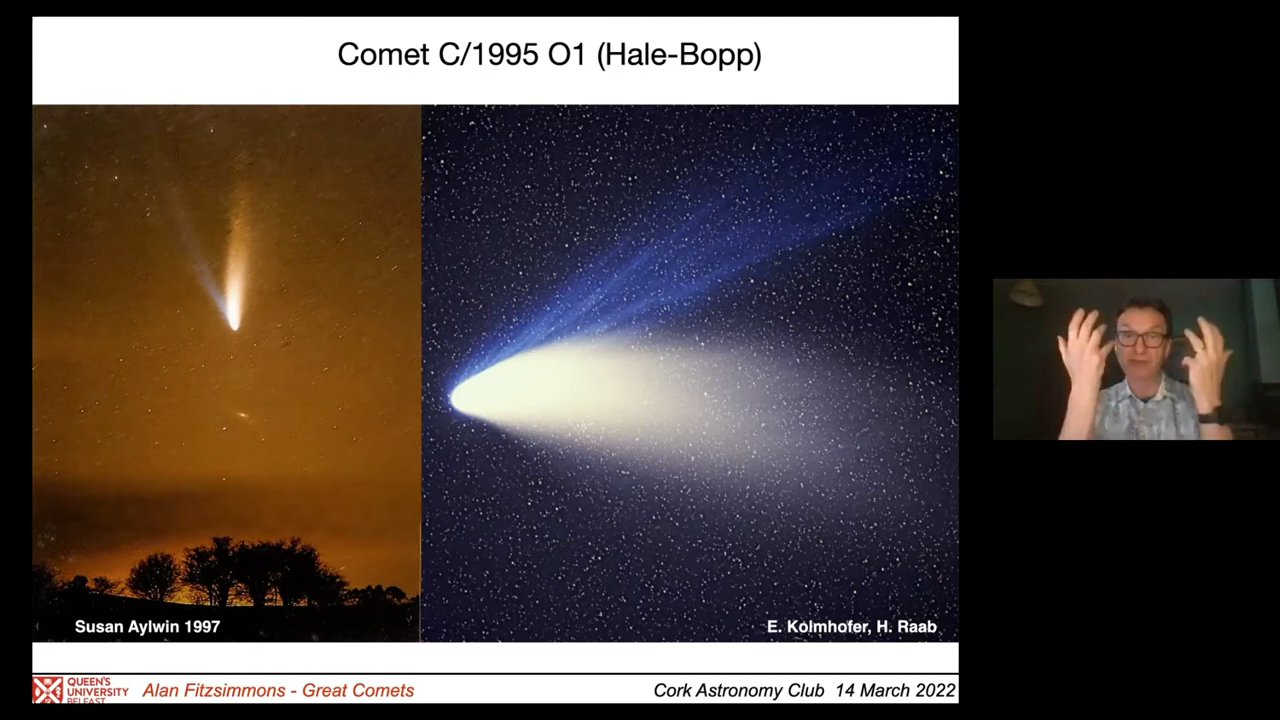 Comet C/1995 O1 (Hale-Bopp)
Susan Aylwin 1997
E. Kolmhofer, H. Raab
QUEEN'S
UNIVERSITY
BELFAST
Alan Fitzsimmons - Great Comets
Cork Astronomy Club 14 March 2022